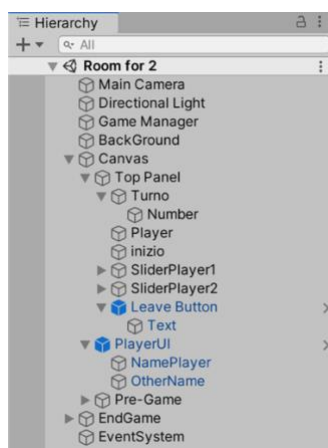 Hierarchy
All
Room for 2
Main Camera
Directional Light
Game Manager
BackGround
Canvas
Top Panel
Turno
Number
Player
inizio
SliderPlayer1
SliderPlayer2
Leave Button
Text
PlayerUI
NamePlayer
OtherName
Pre-Game
EndGame
EventSystem